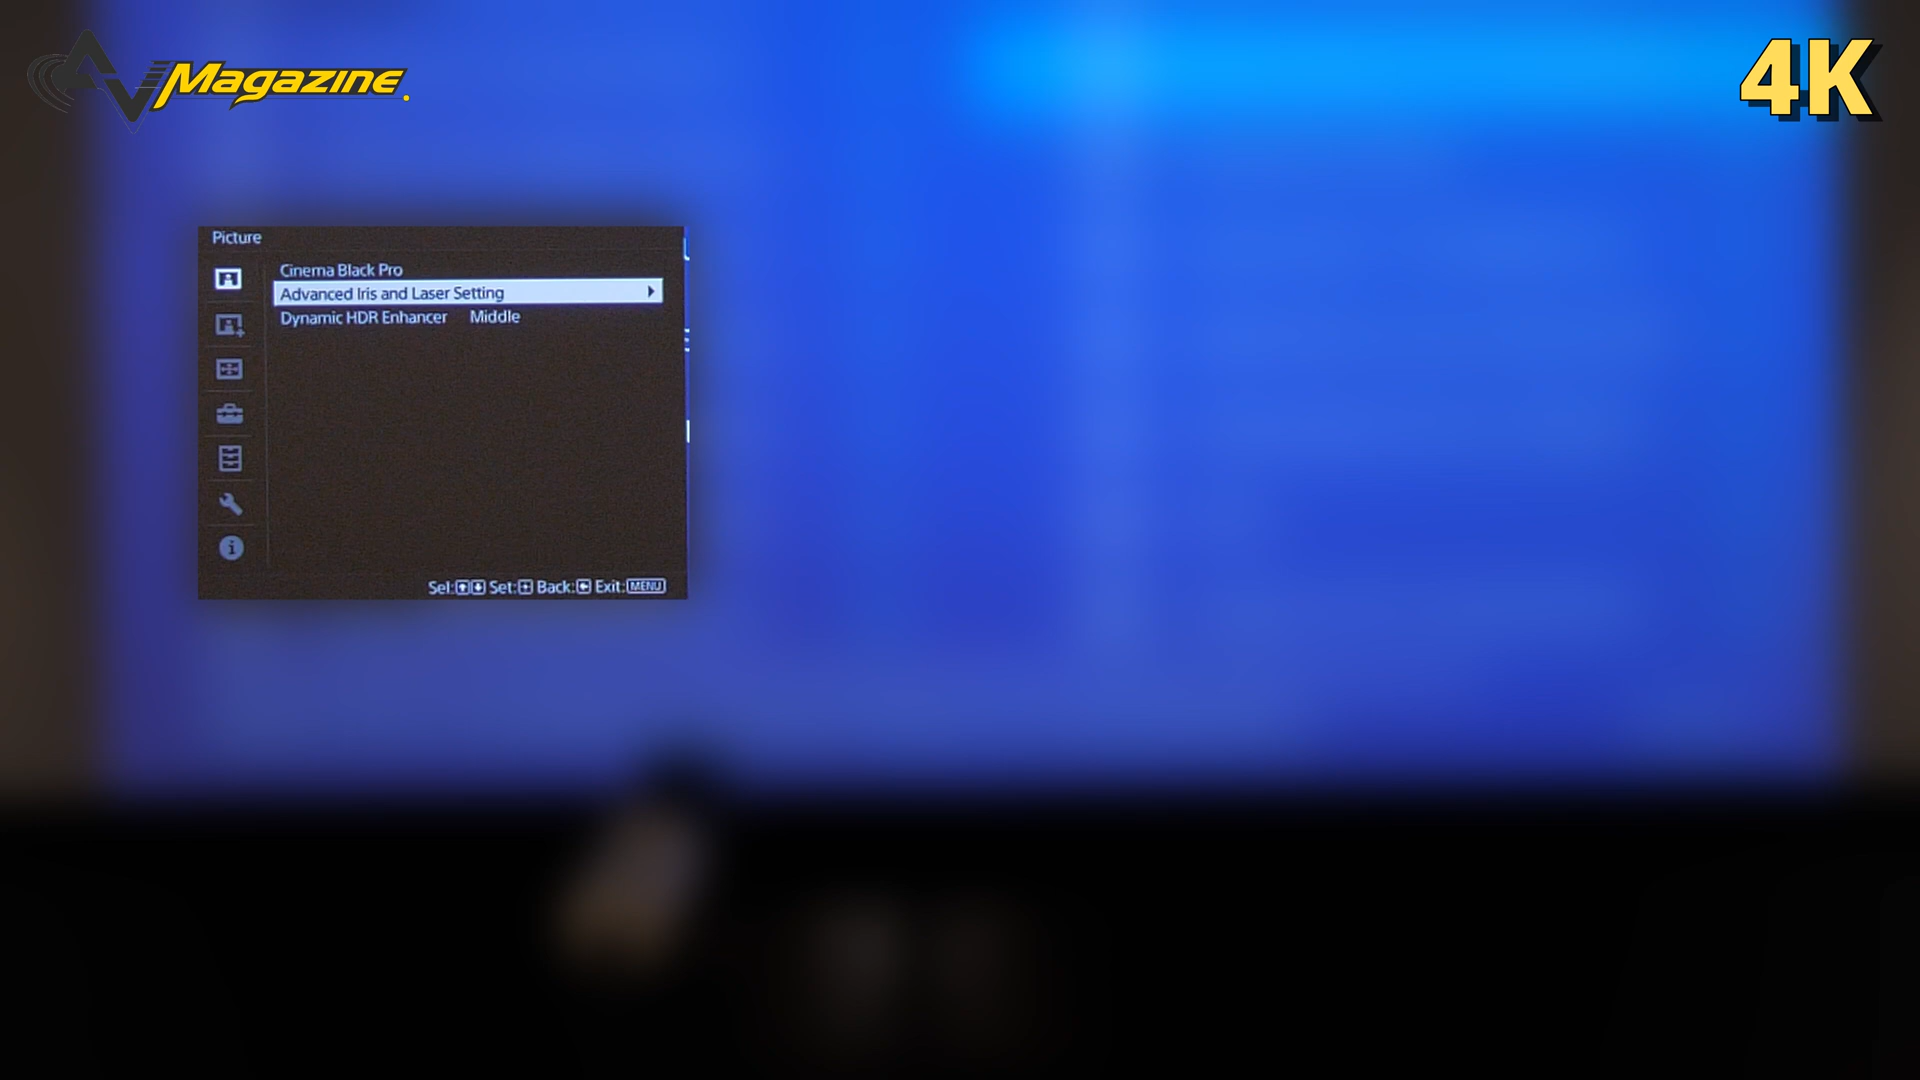 AV Magazine.
4K
Picture
Cinema Black Pro
Advanced Iris and Laser Setting
Dynamic HDR Enhancer Middle
Sel: Set: Back: Exit: MENU